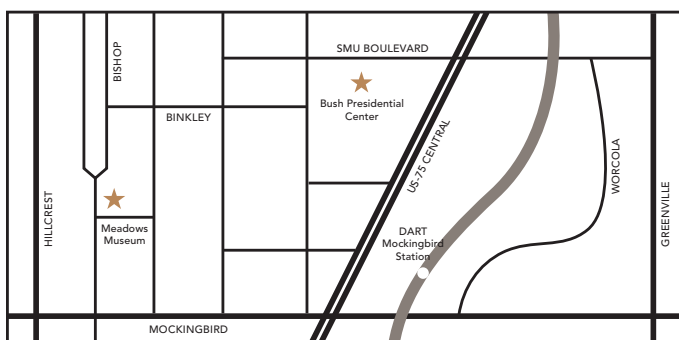 SMU BOULEVARD
BISHOP
Bush Presidential
Center
BINKLEY
US-75 CENTRAL
WORCOLA
HILLCREST
GREENVILLE
Meadows
Museum
DART
Mockingbird
Station
MOCKINGBIRD